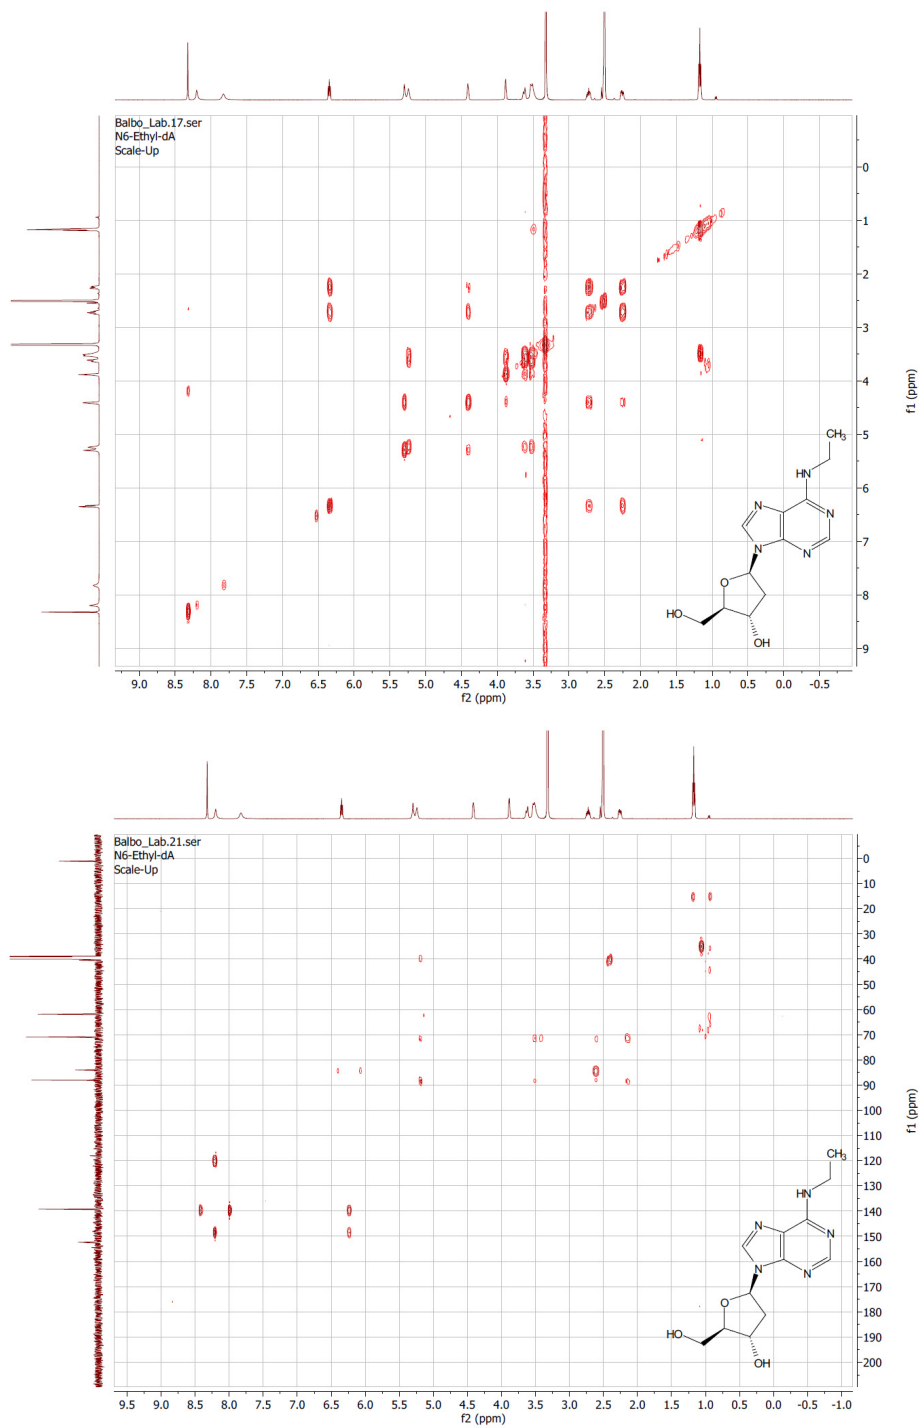 Balbo_Lab.17.ser
N6-Ethyl-dA
Scale-Up
0
1
2
3
4
5
6
7
8
9
f1 (ppm)
CH3
HN
N
N
N
N
O
HO
OH
9.0 8.5 8.0 7.5 7.0 6.5 6.0 5.5 5.0 4.5 4.0 3.5 3.0 2.5 2.0 1.5 1.0 0.5 0.0 -0.5
f2 (ppm)
Balbo_Lab.21.ser
N6-Ethyl-dA
Scale-Up
0
10
20
30
40
50
60
70
80
90
100
110
120
130
140
150
160
170
180
190
200
f1 (ppm)
CH3
HN
N
N
N
N
O
HO
OH
9.5 9.0 8.5 8.0 7.5 7.0 6.5 6.0 5.5 5.0 4.5 4.0 3.5 3.0 2.5 2.0 1.5 1.0 0.5 0.0 -0.5 -1.0
f2 (ppm)